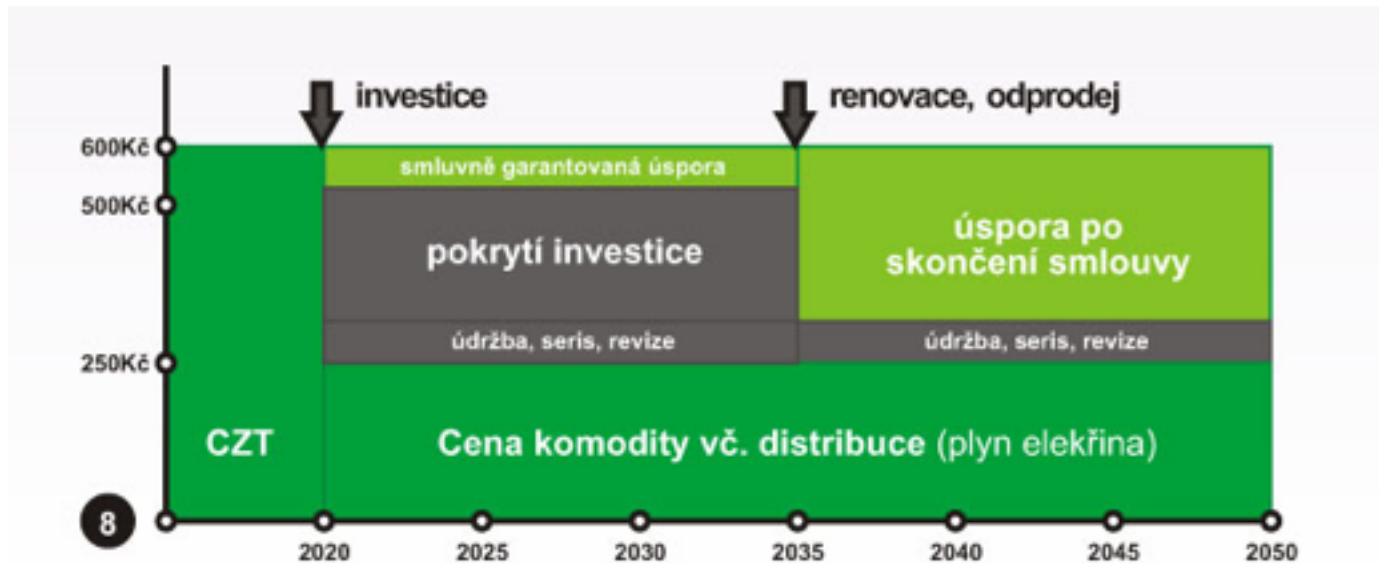 investice
renovace, odprodej
600Kč
smluvně garantovaná úspora
500Kč
pokrytí investice
úspora po
skončení smlouvy
údržba, seris, revize
údržba, seris, revize
250Kč
CZT
Cena komodity vč. distribuce (plyn elekřina)
8
2020
2025
2030
2035
2040
2045
2050